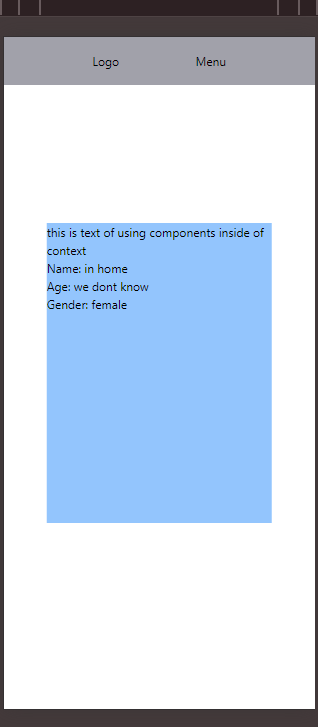 Logo Menu
this is text of using components inside of
context
Name: in home
Age: we dont know
Gender: female